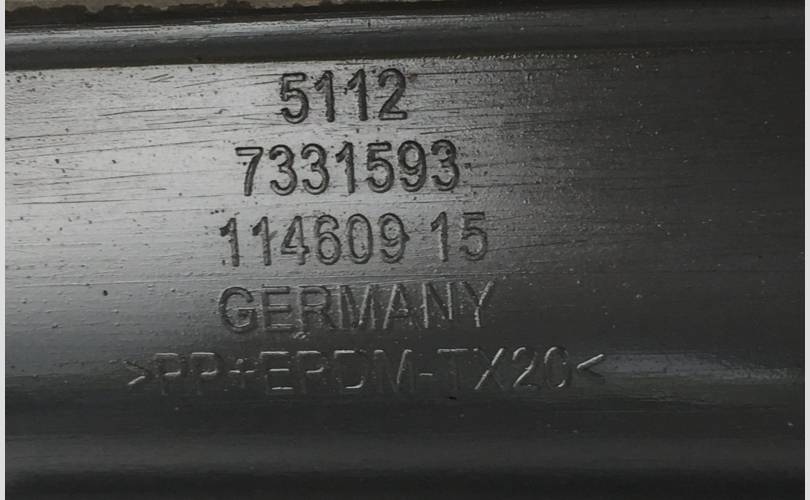 5112
7331593
114609 15
GERMANY
>PP+EPDM-TX20<